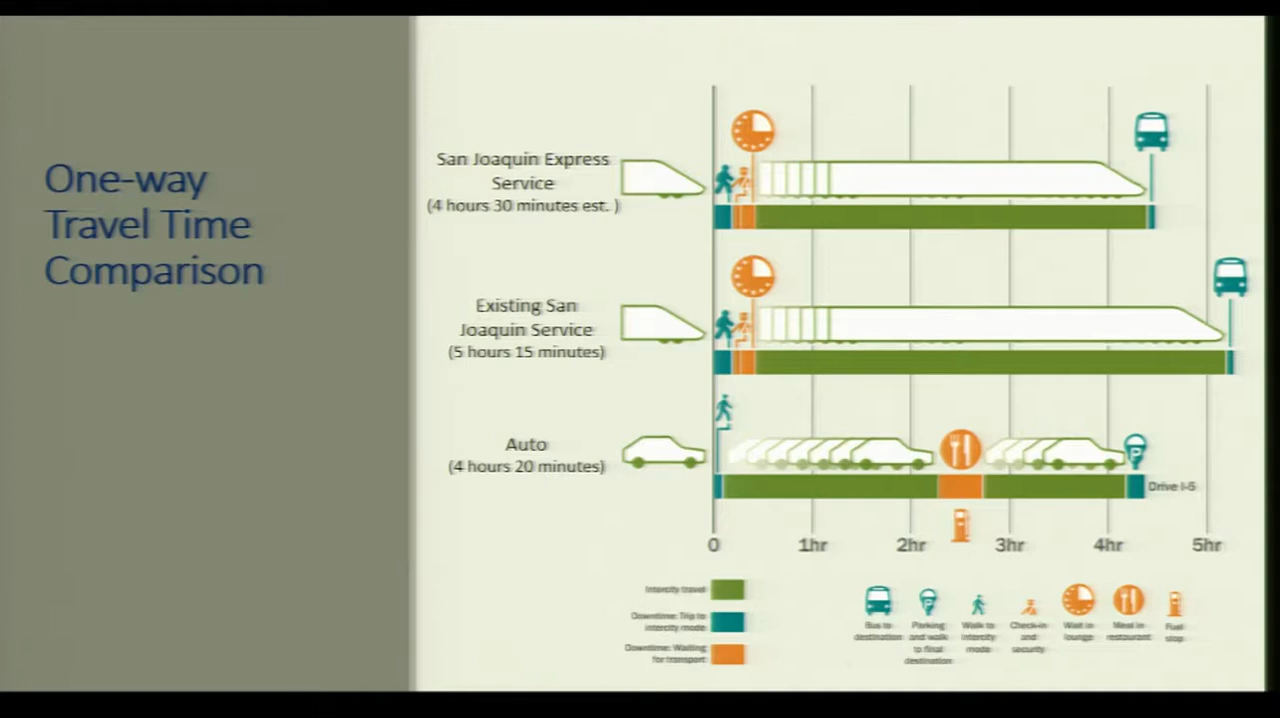 One-way
Travel Time
Comparison
San Joaquin Express
Service
(4 hours 30 minutes est. )
Existing San
Joaquin Service
(5 hours 15 minutes)
Auto
(4 hours 20 minutes)
P
Drive I-5
0 1hr 2hr 3hr 4hr 5hr
Intercity travel
Downtime: Trip to
intercity mode
Downtime: Waiting
for transport
P
Bus to
destination
Parking
and walk
to final
destination
Walk to
intercity
mode
Check-in
and
security
Wait in
lounge
Meal in
restaurant
Fuel
stop